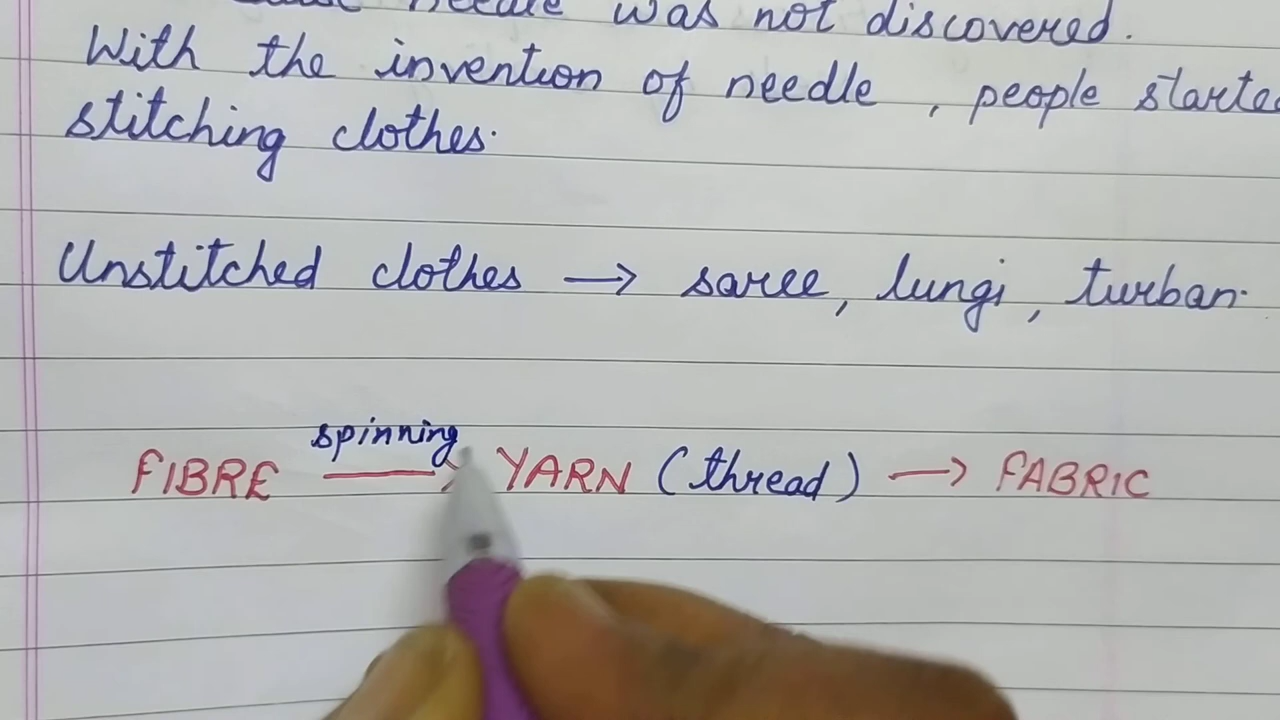 needle was not discovered.
With the invention of needle , people started
stitching clothes.
Unstitched clothes → saree, lungi, turban.
spinning
FIBRE → YARN (thread) → FABRIC